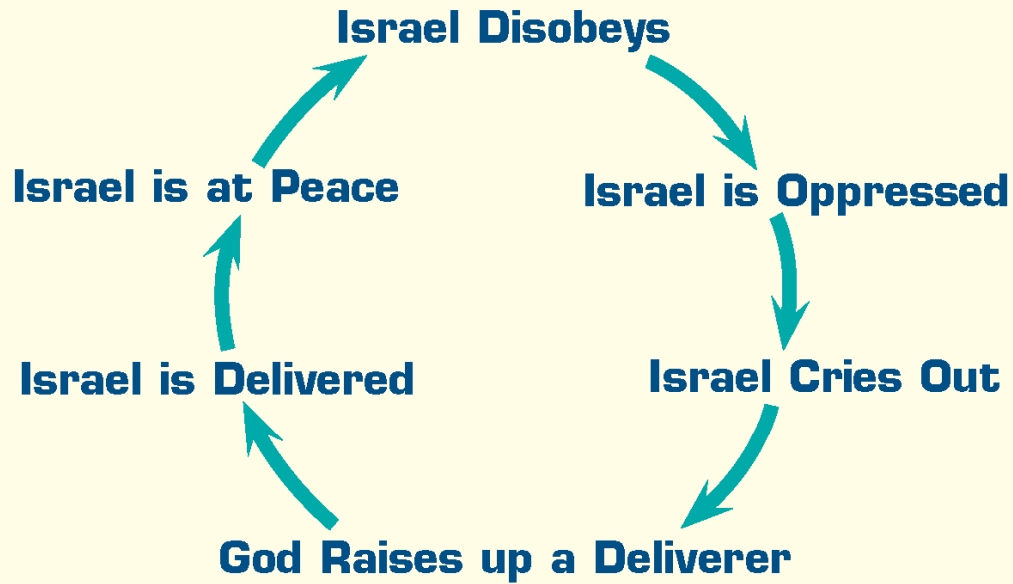 Israel Disobeys
Israel is Oppressed
Israel Cries Out
God Raises up a Deliverer
Israel is Delivered
Israel is at Peace